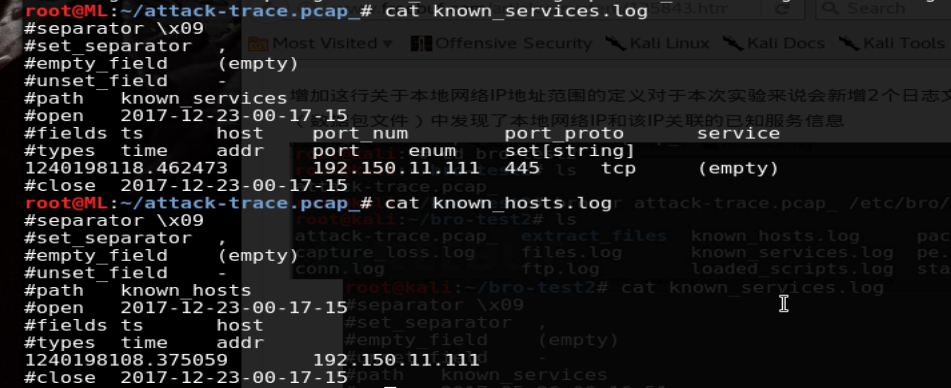 root@ML:~/attack-trace.pcap_# cat known_services.log
#separator \x09
#set_separator ,
#empty_field (empty)
#unset_field -
#path known_services
#open 2017-12-23-00-17-15
#fields ts host port_num port_proto service
#types time addr port enum set[string]
1240198118.462473 192.150.11.111 445 tcp (empty)
#close 2017-12-23-00-17-15
root@ML:~/attack-trace.pcap_# cat known_hosts.log
#separator \x09
#set_separator ,
#empty_field (empty)
#unset_field -
#path known_hosts
#open 2017-12-23-00-17-15
#fields ts host
#types time addr
1240198108.375059 192.150.11.111
#close 2017-12-23-00-17-15
5843.htm
Search
Most Visited
Offensive Security
Kali Linux
Kali Docs
Kali Tools
增加这行关于本地网络IP地址范围的定义对于本次实验来说会新增2个日志文
包文件）中发现了本地网络IP和该IP关联的已知服务信息
attack-trace.pcap_ /etc/bro/
root@kali:~/bro-test2# ls
attack-trace.pcap_ extract_files known_hosts.log pac
capture_loss.log files.log known_services.log pe.
conn.log ftp.log loaded_scripts.log sta
root@kali:~/bro-test2# cat known_services.log
#separator \x09
#set_separator ,
#empty_field (empty)
#path known_services